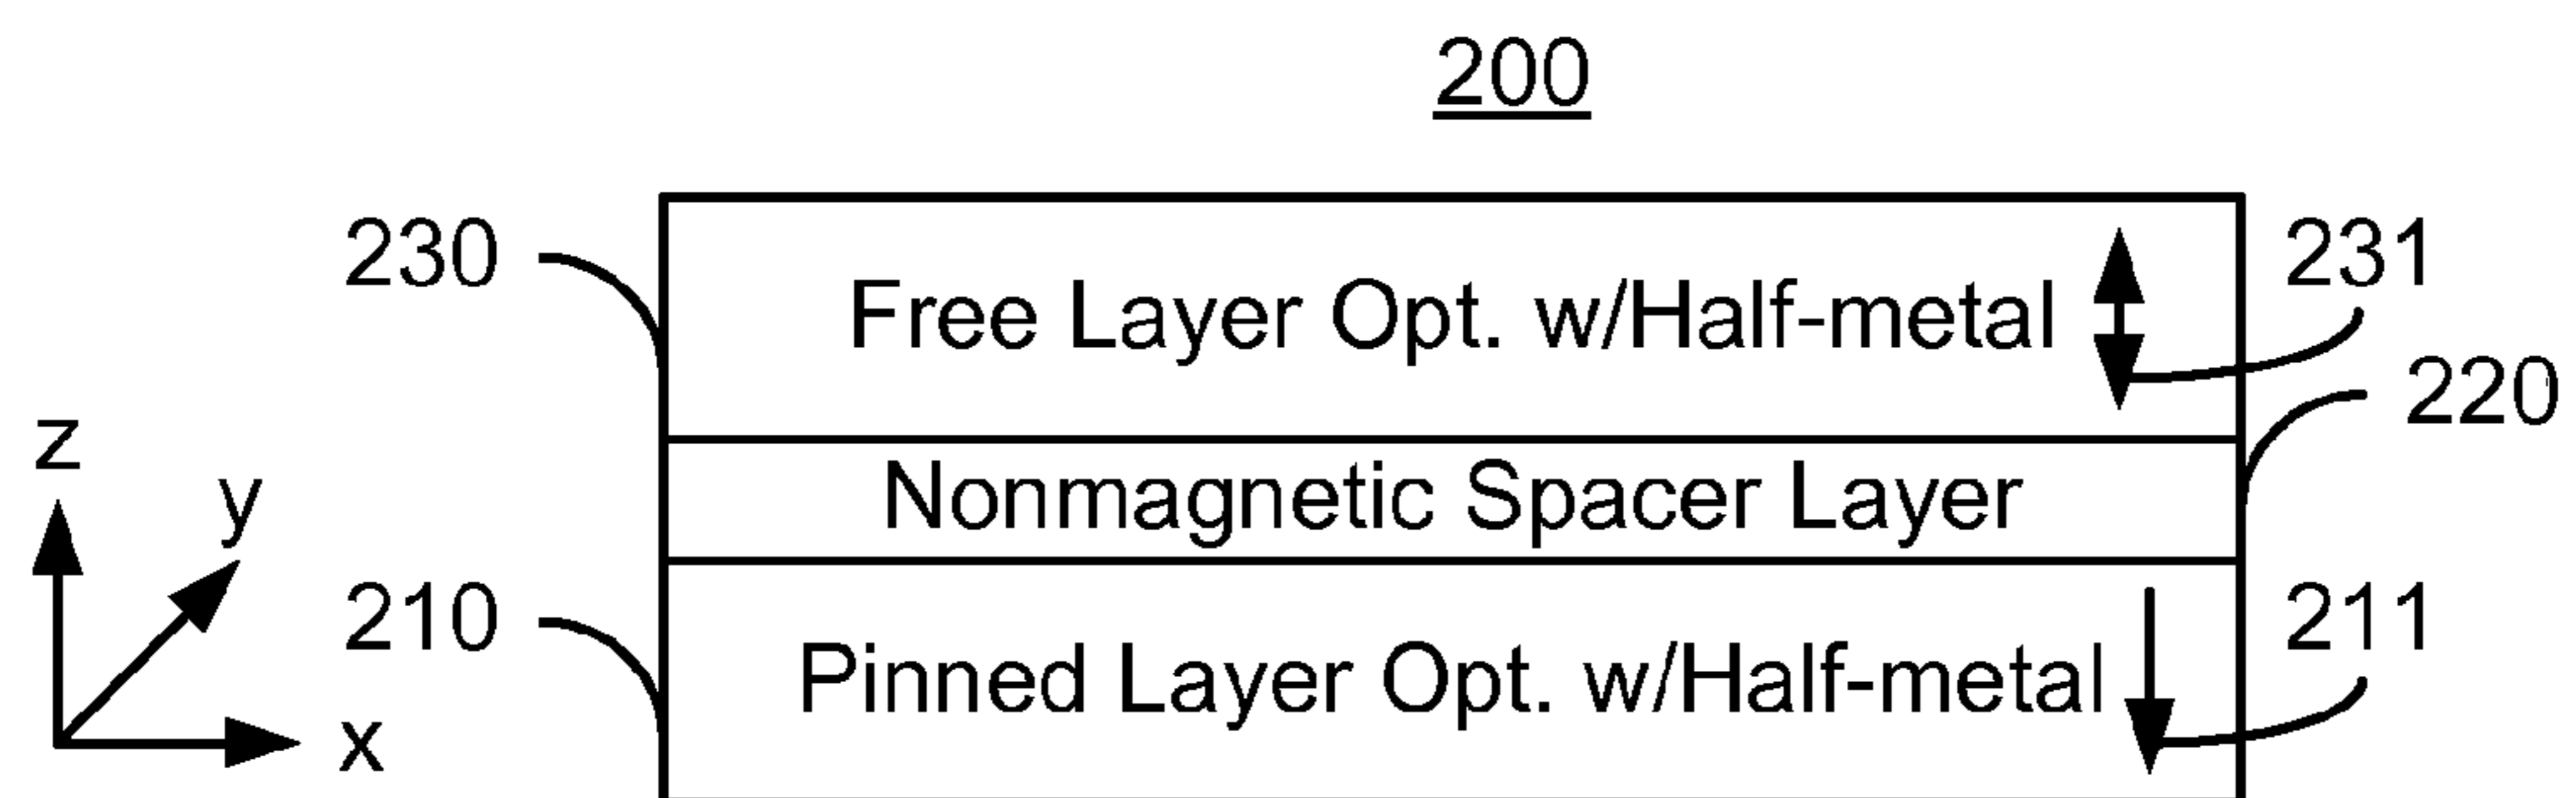 200
230
Free Layer Opt. w/Half-metal
231
220
z
y
Nonmagnetic Spacer Layer
210
Pinned Layer Opt. w/Half-metal
211
x